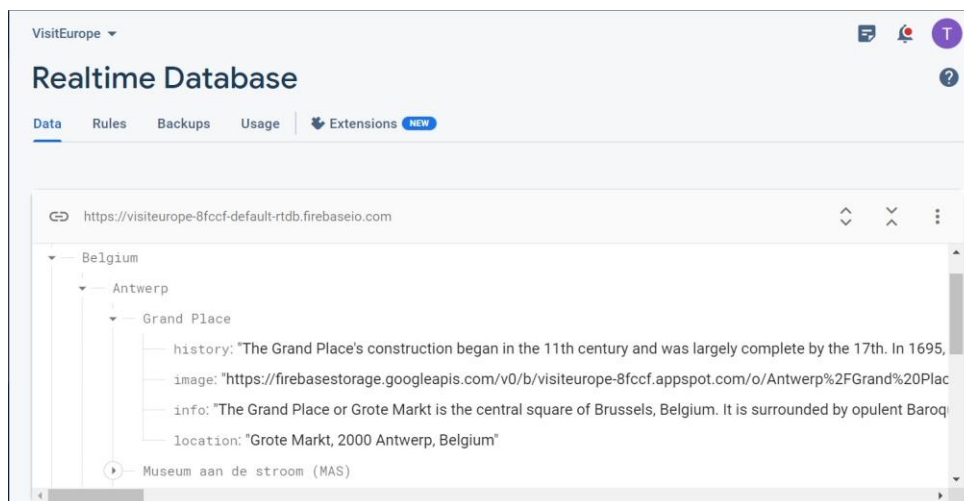 VisitEurope
T
Realtime Database
Data Rules Backups Usage Extensions NEW
https://visiteurope-8fccf-default-rtdb.firebaseio.com
Belgium
Antwerp
Grand Place
history: "The Grand Place's construction began in the 11th century and was largely complete by the 17th. In 1695,
image: "https://firebasestorage.googleapis.com/v0/b/visiteurope-8fccf.appspot.com/o/Antwerp%2FGrand%20Plac
info: "The Grand Place or Grote Markt is the central square of Brussels, Belgium. It is surrounded by opulent Baroq
location: "Grote Markt, 2000 Antwerp, Belgium"
Museum aan de stroom (MAS)